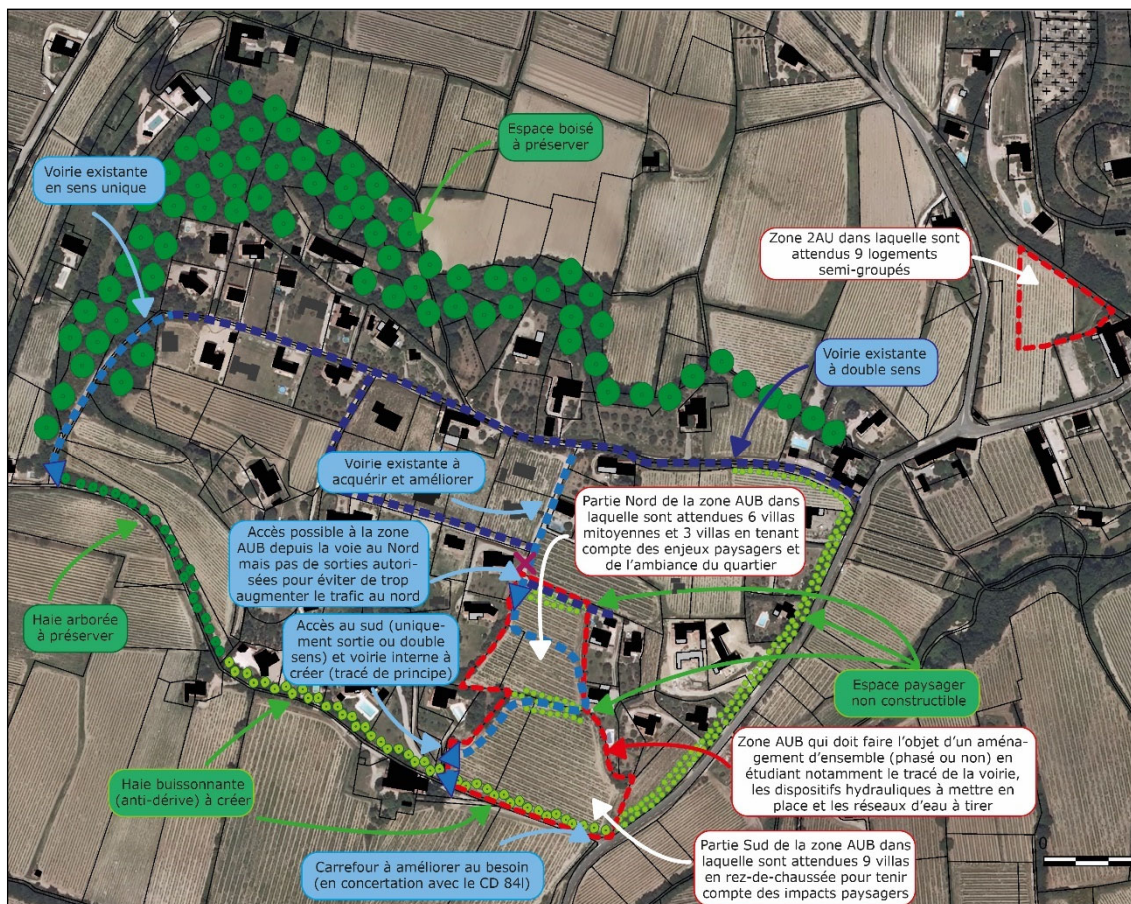 Espace boisé
à préserver
Voirie existante
en sens unique
Zone 2AU dans laquelle sont
attendus 9 logements
semi-groupés
Voirie existante
à double sens
Voirie existante à
acquérir et améliorer
Partie Nord de la zone AUB dans
laquelle sont attendues 6 villas
mitoyennes et 3 villas en tenant
compte des enjeux paysagers et
de l'ambiance du quartier
Accès possible à la zone
AUB depuis la voie au Nord
mais pas de sorties autori-
sées pour éviter de trop
augmenter le trafic au nord
Haie arborée
à préserver
Accès au sud (unique-
ment sortie ou double
sens) et voirie interne à
créer (tracé de principe)
Espace paysager
non constructible
Zone AUB qui doit faire l'objet d'un aména-
gement d'ensemble (phasé ou non) en
étudiant notamment le tracé de la voirie,
les dispositifs hydrauliques à mettre en
place et les réseaux d'eau à tirer
Haie buissonnante
(anti-dérive) à créer
Partie Sud de la zone AUB dans
laquelle sont attendues 9 villas
en rez-de-chaussée pour tenir
compte des impacts paysagers
Carrefour à améliorer au besoin
(en concertation avec le CD 84l)
0